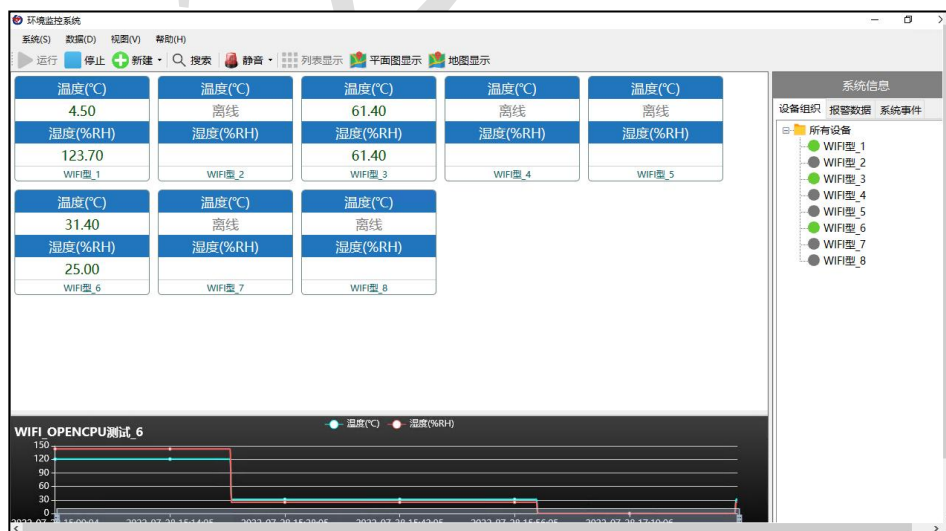 环境监控系统
系统(S) 数据(D) 视图(V) 帮助(H)
运行 停止 新建 搜索 静音 列表显示 平面图显示 地图显示
温度(℃) 温度(℃) 温度(℃) 温度(℃) 温度(℃)
4.50 离线 61.40 离线 离线
湿度(%RH) 湿度(%RH) 湿度(%RH) 湿度(%RH) 湿度(%RH)
123.70 61.40
WIFI型_1 WIFI型_2 WIFI型_3 WIFI型_4 WIFI型_5
温度(℃) 温度(℃) 温度(℃)
31.40 离线 离线
湿度(%RH) 湿度(%RH) 湿度(%RH)
25.00
WIFI型_6 WIFI型_7 WIFI型_8
系统信息
设备组织 报警数据 系统事件
所有设备
WIFI型_1
WIFI型_2
WIFI型_3
WIFI型_4
WIFI型_5
WIFI型_6
WIFI型_7
WIFI型_8
温度(℃) 湿度(%RH)
WIFI_OPENCPU测试_6
150
120
90
60
30
0